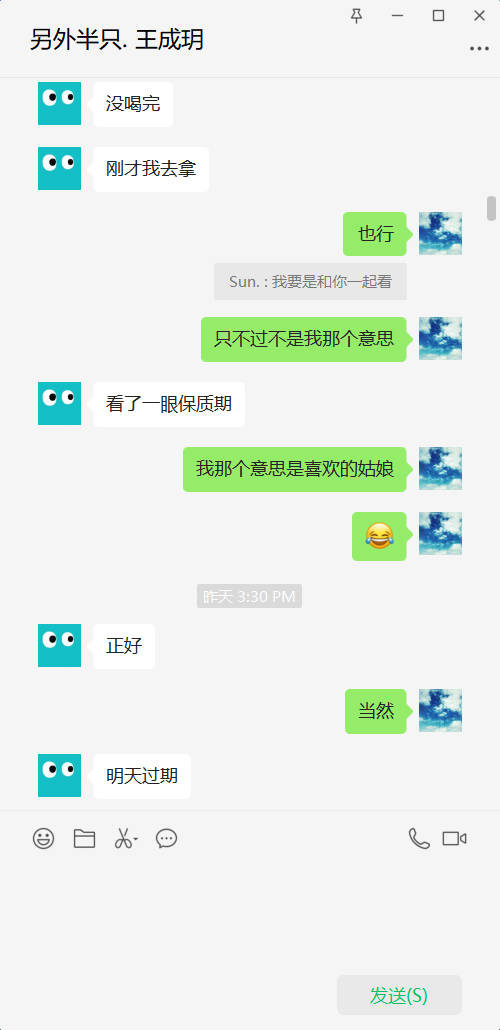 另外半只. 王成玥
没喝完
刚才我去拿
也行
Sun. : 我要是和你一起看
只不过不是我那个意思
看了一眼保质期
我那个意思是喜欢的姑娘
昨天 3:30 PM
正好
当然
明天过期
发送(S)